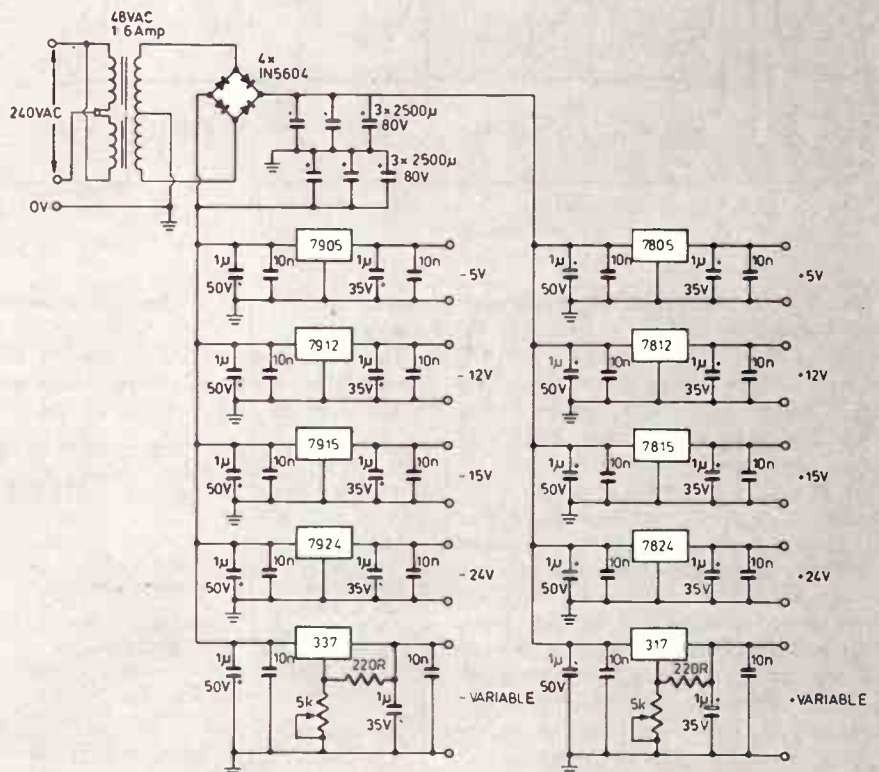 48VAC
1 6 Amp
4×
IN5604
240VAC
3× 2500µ
80V
3× 2500µ
80V
0V
7905
1µ
10n
1µ
10n
50V
35V
- 5V
7805
1µ
10n
1µ
10n
50V
35V
+5V
7912
1µ
10n
1µ
10n
50V
35V
- 12V
7812
1µ
10n
1µ
10n
50V
35V
+12V
7915
1µ
10n
1µ
10n
50V
35V
- 15V
7815
1µ
10n
1µ
10n
50V
35V
+15V
7924
1µ
10n
1µ
10n
50V
35V
- 24V
7824
1µ
10n
1µ
10n
50V
35V
+24V
337
1µ
10n
220R
10n
50V
5k
1µ
35V
- VARIABLE
317
1µ
10n
220R
10n
50V
5k
1µ
35V
+VARIABLE